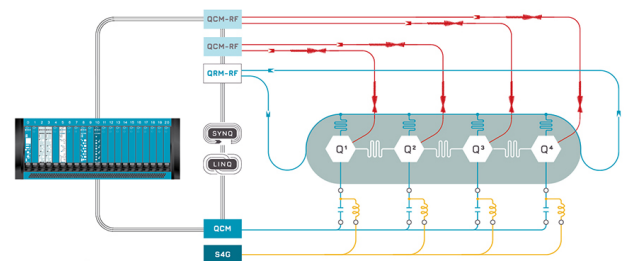 QCM-RF
QCM-RF
QRM-RF
SYNQ
LINQ
Q1
Q2
Q3
Q4
QCM
S4G